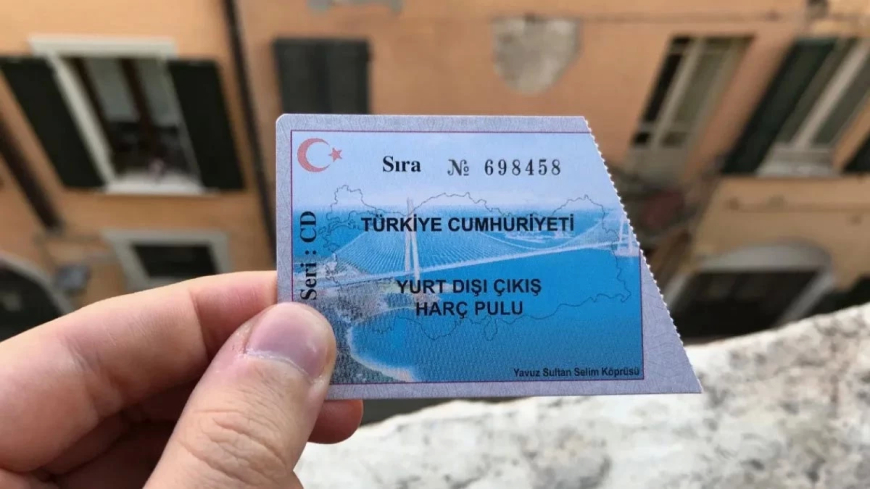 Sıra № 698458
Seri : CD
TÜRKİYE CUMHURİYETİ
YURT DIŞI ÇIKIŞ
HARÇ PULU
Yavuz Sultan Selim Köprüsü